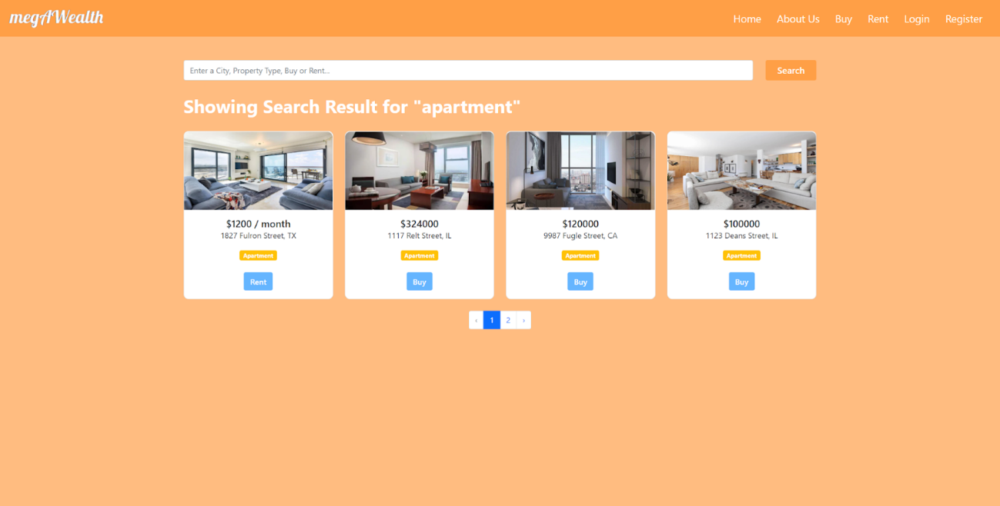 megAWealth
Home About Us Buy Rent Login Register
Enter a City, Property Type, Buy or Rent...
Search
Showing Search Result for "apartment"
$1200 / month
1827 Fulron Street, TX
Apartment
Rent
$324000
1117 Relt Street, IL
Apartment
Buy
$120000
9987 Fugle Street, CA
Apartment
Buy
$100000
1123 Deans Street, IL
Apartment
Buy
‹ 1 2 ›